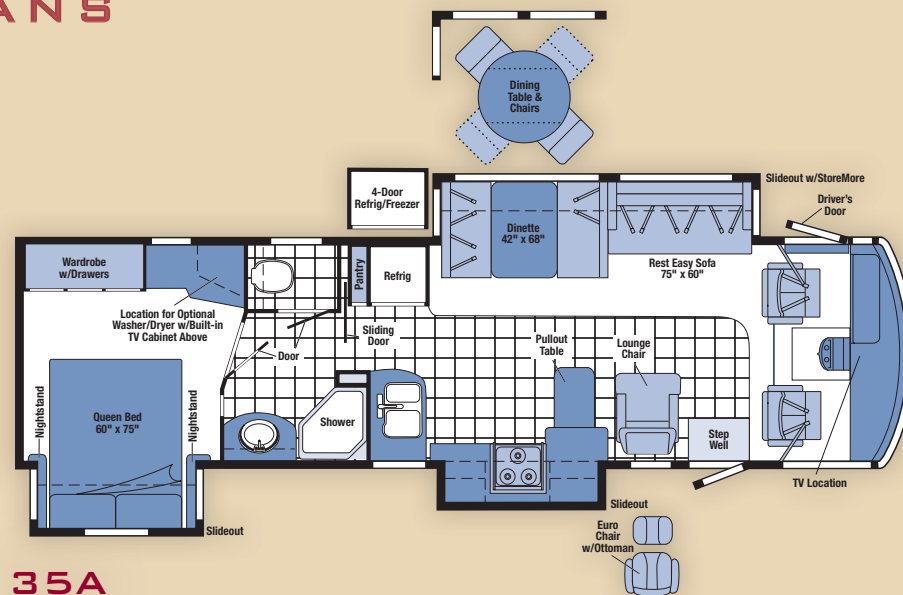 ANS
Dining
Table &
Chairs
4-Door
Refrig/Freezer
Slideout w/StoreMore
Driver's
Door
Dinette
42" x 68"
Rest Easy Sofa
75" x 60"
Wardrobe
w/Drawers
Pantry
Refrig
Location for Optional
Washer/Dryer w/Built-in
TV Cabinet Above
Sliding
Door
Door
Pullout
Table
Lounge
Chair
Nightstand
Queen Bed
60" x 75"
Nightstand
Shower
Step
Well
TV Location
Slideout
Slideout
Euro
Chair
w/Ottoman
35A